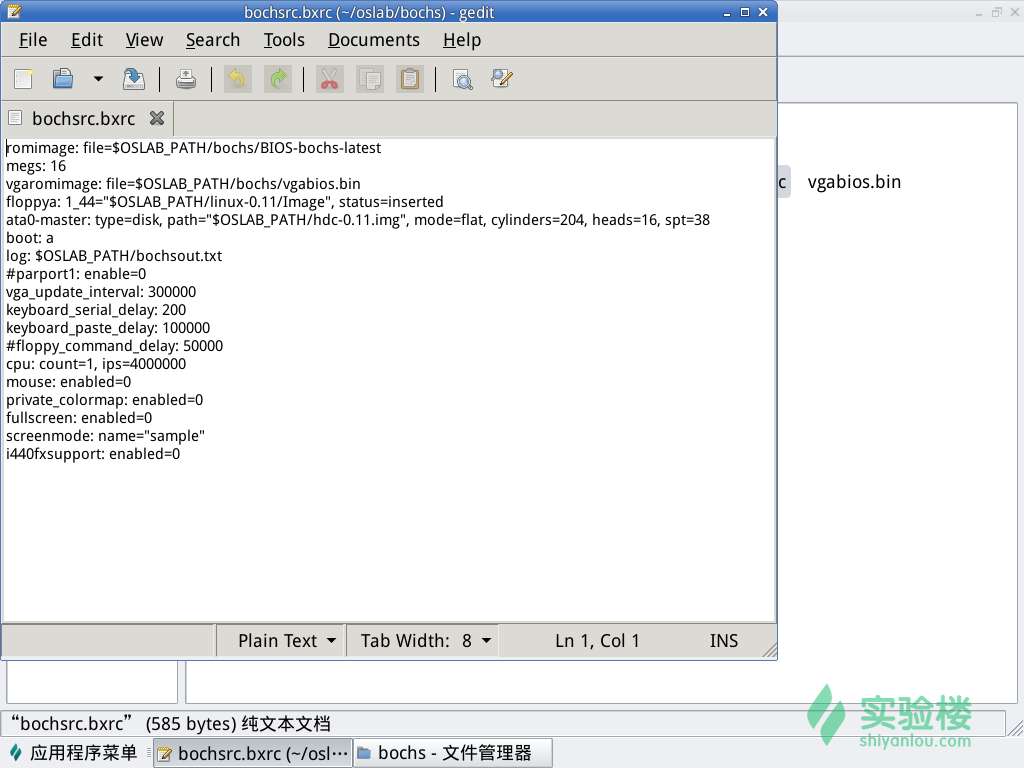 bochsrc.bxrc (~/oslab/bochs) - gedit
File Edit View Search Tools Documents Help
bochsrc.bxrc
romimage: file=$OSLAB_PATH/bochs/BIOS-bochs-latest
megs: 16
vgaromimage: file=$OSLAB_PATH/bochs/vgabios.bin
floppya: 1_44="$OSLAB_PATH/linux-0.11/Image", status=inserted
ata0-master: type=disk, path="$OSLAB_PATH/hdc-0.11.img", mode=flat, cylinders=204, heads=16, spt=38
boot: a
log: $OSLAB_PATH/bochsout.txt
#parport1: enable=0
vga_update_interval: 300000
keyboard_serial_delay: 200
keyboard_paste_delay: 100000
#floppy_command_delay: 50000
cpu: count=1, ips=4000000
mouse: enabled=0
private_colormap: enabled=0
fullscreen: enabled=0
screenmode: name="sample"
i440fxsupport: enabled=0
c vgabios.bin
Plain Text Tab Width: 8 Ln 1, Col 1 INS
“bochsrc.bxrc” (585 bytes) 纯文本文档
实验楼
shiyanlou.com
应用程序菜单 bochsrc.bxrc (~/osl··· bochs - 文件管理器